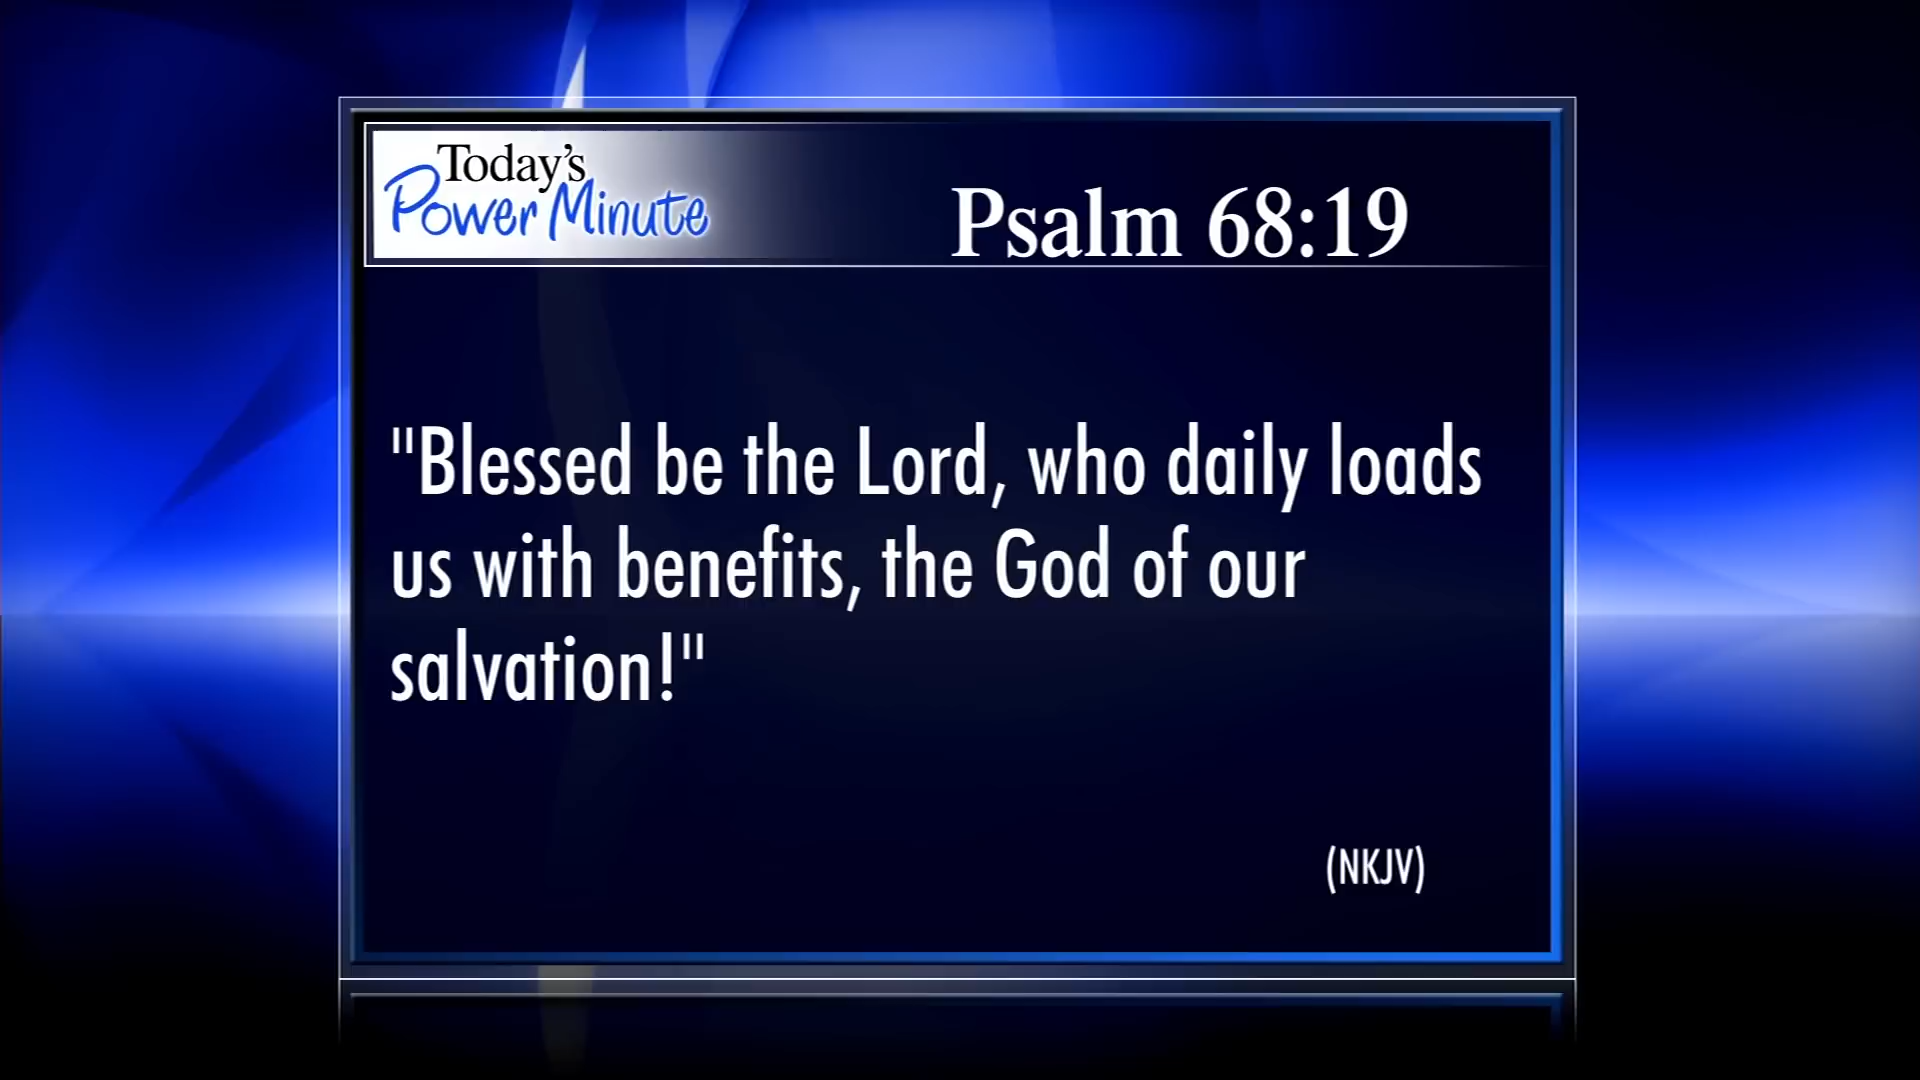 Today's
Power Minute
Psalm 68:19
"Blessed be the Lord, who daily loads
us with benefits, the God of our
salvation!"
(NKJV)